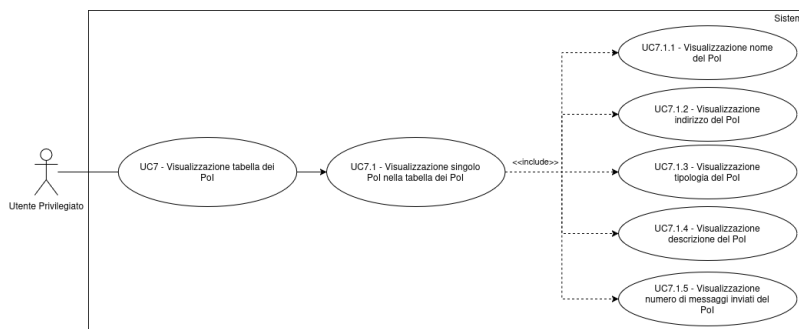 Sistem
UC7.1.1 - Visualizzazione nome
del PoI
UC7.1.2 - Visualizzazione
indirizzo del PoI
<<include>>
UC7 - Visualizzazione tabella dei
PoI
UC7.1 - Visualizzazione singolo
PoI nella tabella dei PoI
UC7.1.3 - Visualizzazione
tipologia del PoI
Utente Privilegiato
UC7.1.4 - Visualizzazione
descrizione del PoI
UC7.1.5 - Visualizzazione
numero di messaggi inviati del
PoI